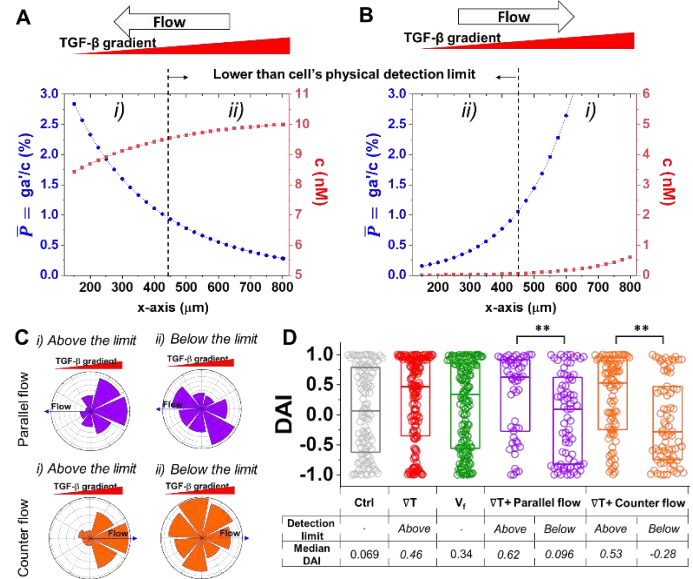 A
Flow
TGF-β gradient
B
Flow
TGF-β gradient
Lower than cell's physical detection limit
i)
ii)
3.0
2.5
2.0
1.5
1.0
0.5
0.0
P̅ = ga'/c (%)
10
9
8
7
6
5
c (nM)
200 300 400 500 600 700 800
x-axis (μm)
ii)
i)
3.0
2.5
2.0
1.5
1.0
0.5
0.0
P̅ = ga'/c (%)
6
5
4
3
2
1
0
c (nM)
200 300 400 500 600 700 800
x-axis (μm)
C
i) Above the limit
ii) Below the limit
TGF-β gradient
TGF-β gradient
Parallel flow
Flow
Flow
i) Above the limit
ii) Below the limit
TGF-β gradient
TGF-β gradient
Counter flow
Flow
Flow
D
** **
DAI
1.0
0.5
0.0
-0.5
-1.0
Ctrl ∇T Vf ∇T+ Parallel flow ∇T+ Counter flow
Detection limit · Above · Above Below Above Below
Median DAI 0.069 0.46 0.34 0.62 0.096 0.53 -0.28